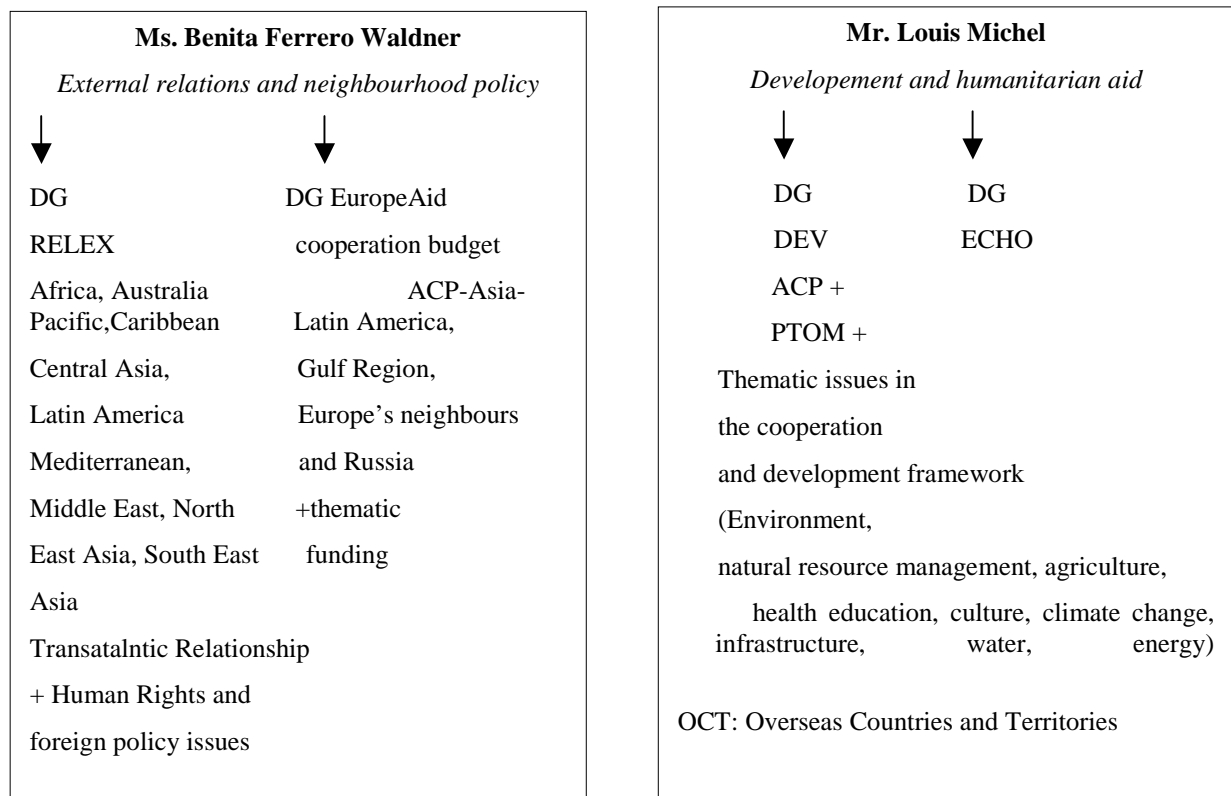 Ms. Benita Ferrero Waldner
External relations and neighbourhood policy
DG
RELEX
Africa, Australia
Pacific,Caribbean
Central Asia,
Latin America
Mediterranean,
Middle East, North
East Asia, South East
Asia
Transatalntic Relationship
+ Human Rights and
foreign policy issues
DG EuropeAid
cooperation budget
ACP-Asia-
Latin America,
Gulf Region,
Europe’s neighbours
and Russia
+thematic
funding
Mr. Louis Michel
Developement and humanitarian aid
DG
DEV
ACP +
PTOM +
Thematic issues in
the cooperation
and development framework
(Environment,
natural resource management, agriculture,
health education, culture, climate change,
infrastructure, water, energy)
DG
ECHO
OCT: Overseas Countries and Territories